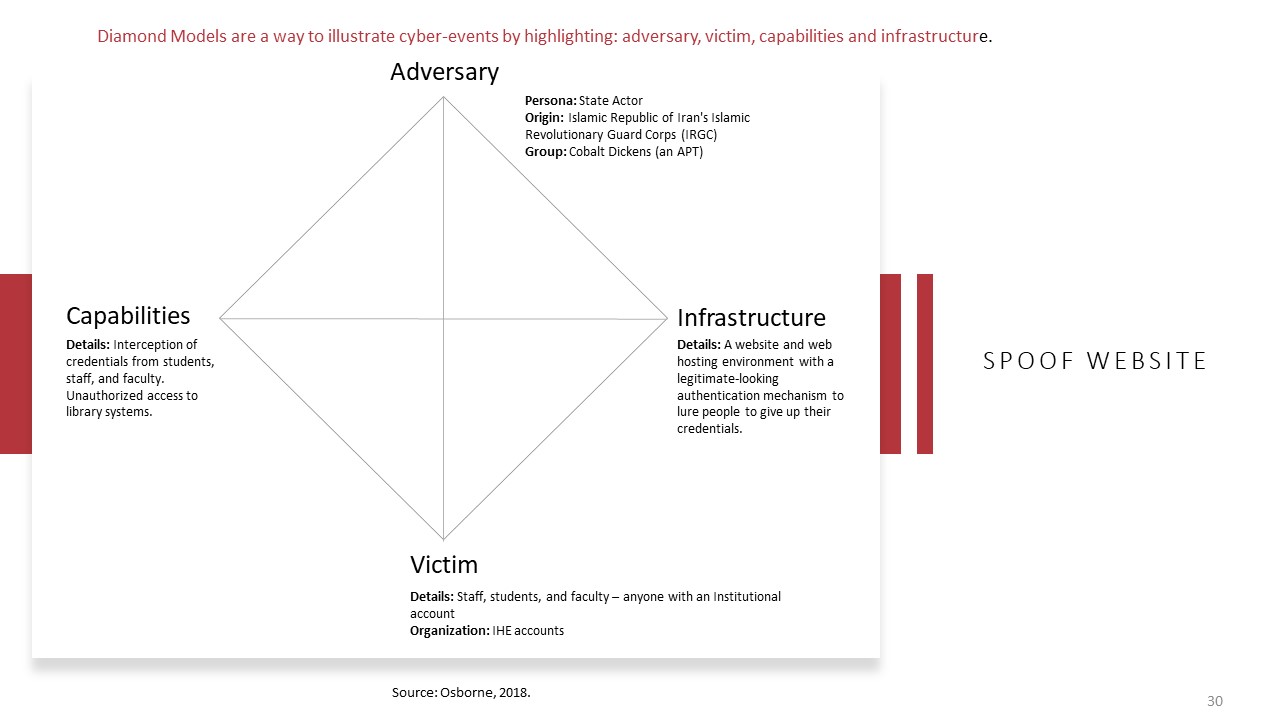 Diamond Models are a way to illustrate cyber-events by highlighting: adversary, victim, capabilities and infrastructure.
Adversary
Persona: State Actor
Origin: Islamic Republic of Iran's Islamic
Revolutionary Guard Corps (IRGC)
Group: Cobalt Dickens (an APT)
Capabilities
Details: Interception of
credentials from students,
staff, and faculty.
Unauthorized access to
library systems.
Infrastructure
Details: A website and web
hosting environment with a
legitimate-looking
authentication mechanism to
lure people to give up their
credentials.
SPOOF WEBSITE
Victim
Details: Staff, students, and faculty – anyone with an Institutional
account
Organization: IHE accounts
Source: Osborne, 2018.
30